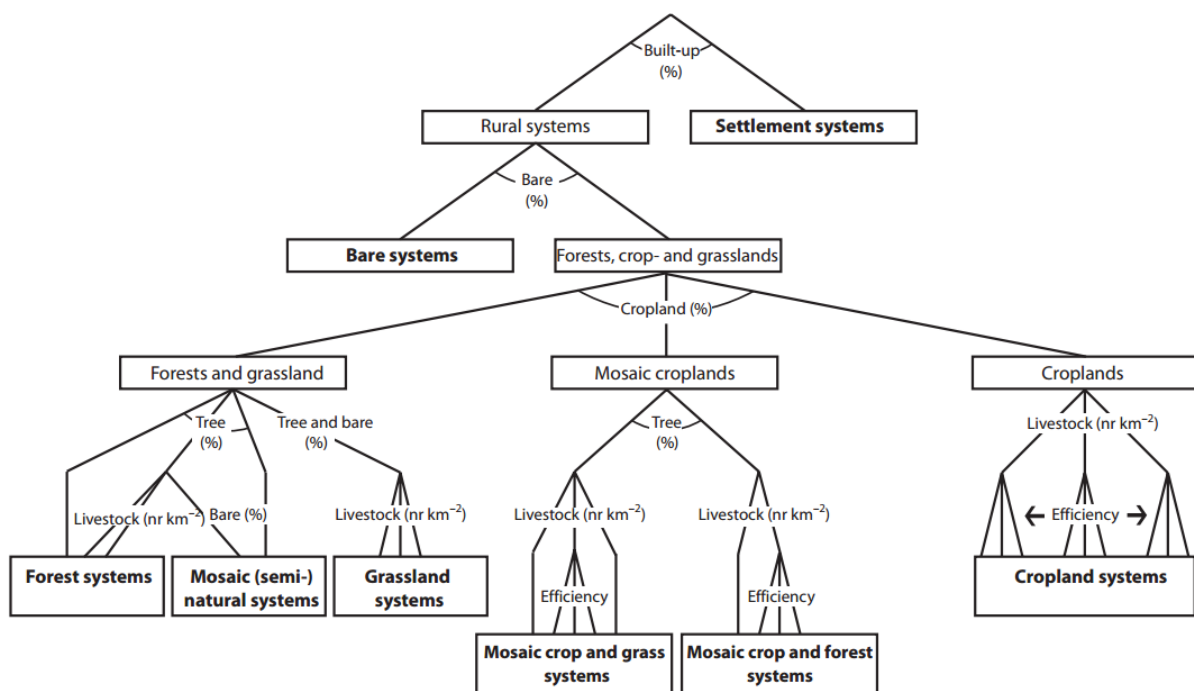 Built-up
(%)
Rural systems
Settlement systems
Bare
(%)
Bare systems
Forests, crop- and grasslands
Cropland (%)
Forests and grassland
Mosaic croplands
Croplands
Tree
(%)
Tree and bare
(%)
Tree
(%)
Livestock (nr km⁻²)
Livestock (nr km⁻²)
Bare (%)
Livestock (nr km⁻²)
Livestock (nr km⁻²)
Livestock (nr km⁻²)
Efficiency
Forest systems
Mosaic (semi-)
natural systems
Grassland
systems
Cropland systems
Efficiency
Efficiency
Mosaic crop and grass
systems
Mosaic crop and forest
systems